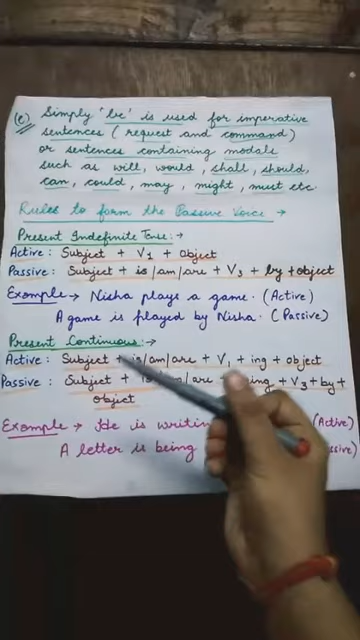 (e) Simply 'be' is used for imperative
sentences (request and command)
or sentences containing modals
such as will, would, shall, should,
can, could, may, might, must etc.
Rules to form the Passive Voice →
Present Indefinite Tense:→
Active: Subject + V1 + Object
Passive: Subject + is/am/are + V3 + by + object
Example → Nisha plays a game. (Active)
A game is played by Nisha. (Passive)
Present Continuous:→
Active: Subject + is/am/are + V1 + ing + object
Passive: Subject + is/am/are + V3 + by +
object
Example → He is (Active)
A letter is being